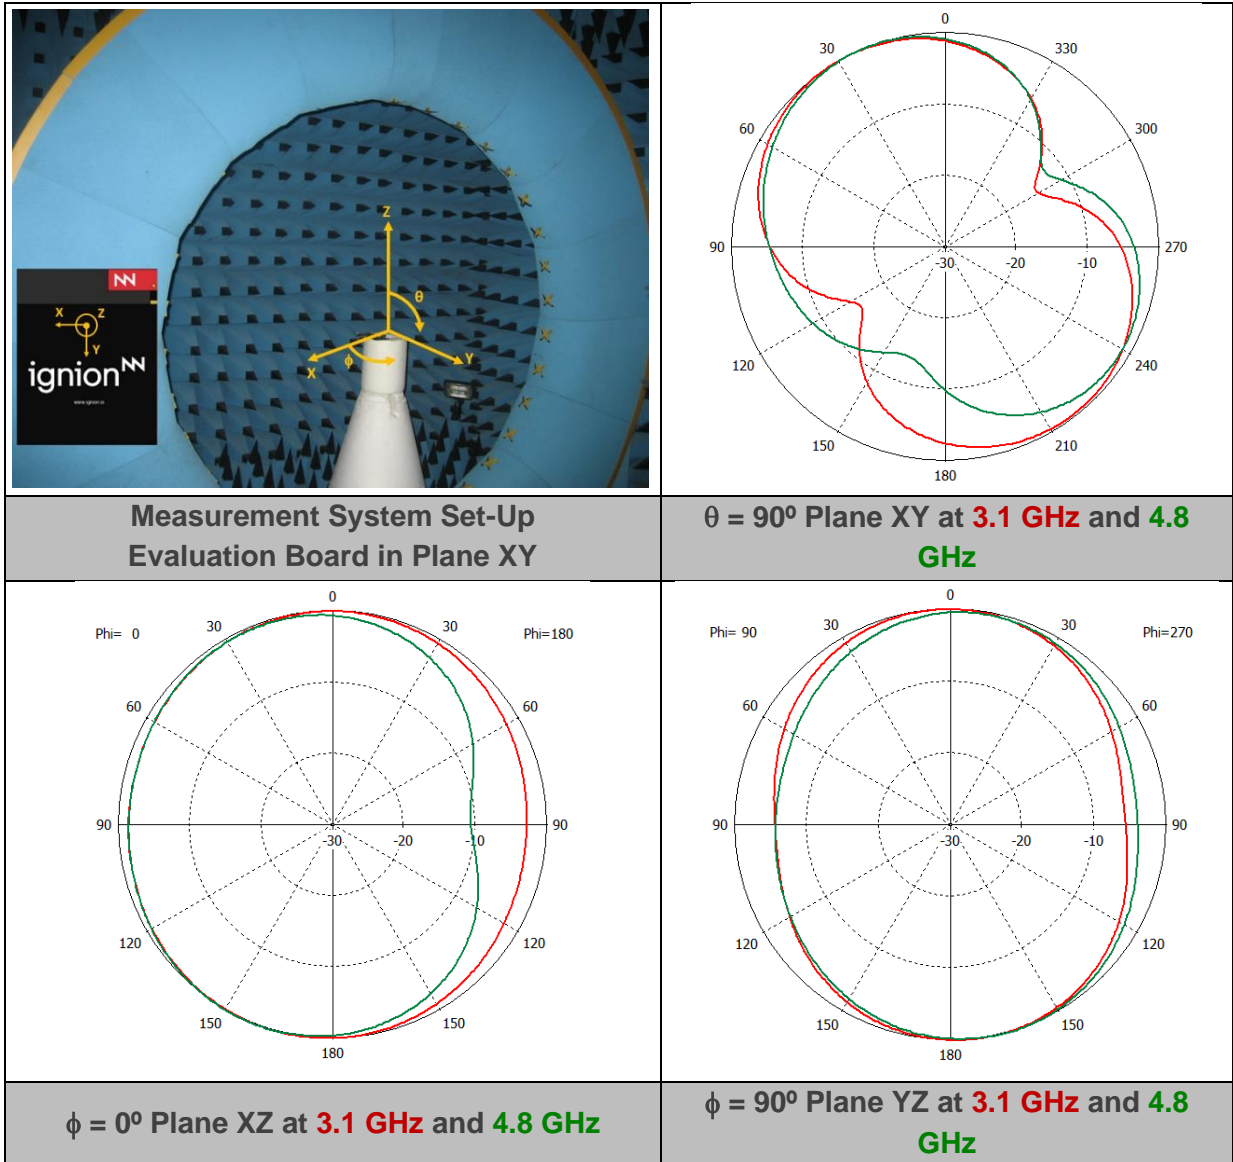 Z
θ
ϕ
X
Y
X
Z
Y
ignion
www.ignion.io
Measurement System Set-Up
Evaluation Board in Plane XY
0
30
330
60
300
90
-30
-20
-10
270
120
240
150
210
180
θ = 90º Plane XY at 3.1 GHz and 4.8
GHz
0
Phi= 0
30
30
Phi=180
60
60
90
-30
-20
-10
90
120
120
150
150
180
ϕ = 0º Plane XZ at 3.1 GHz and 4.8 GHz
0
Phi= 90
30
30
Phi=270
60
60
90
-30
-20
-10
90
120
120
150
150
180
ϕ = 90º Plane YZ at 3.1 GHz and 4.8
GHz